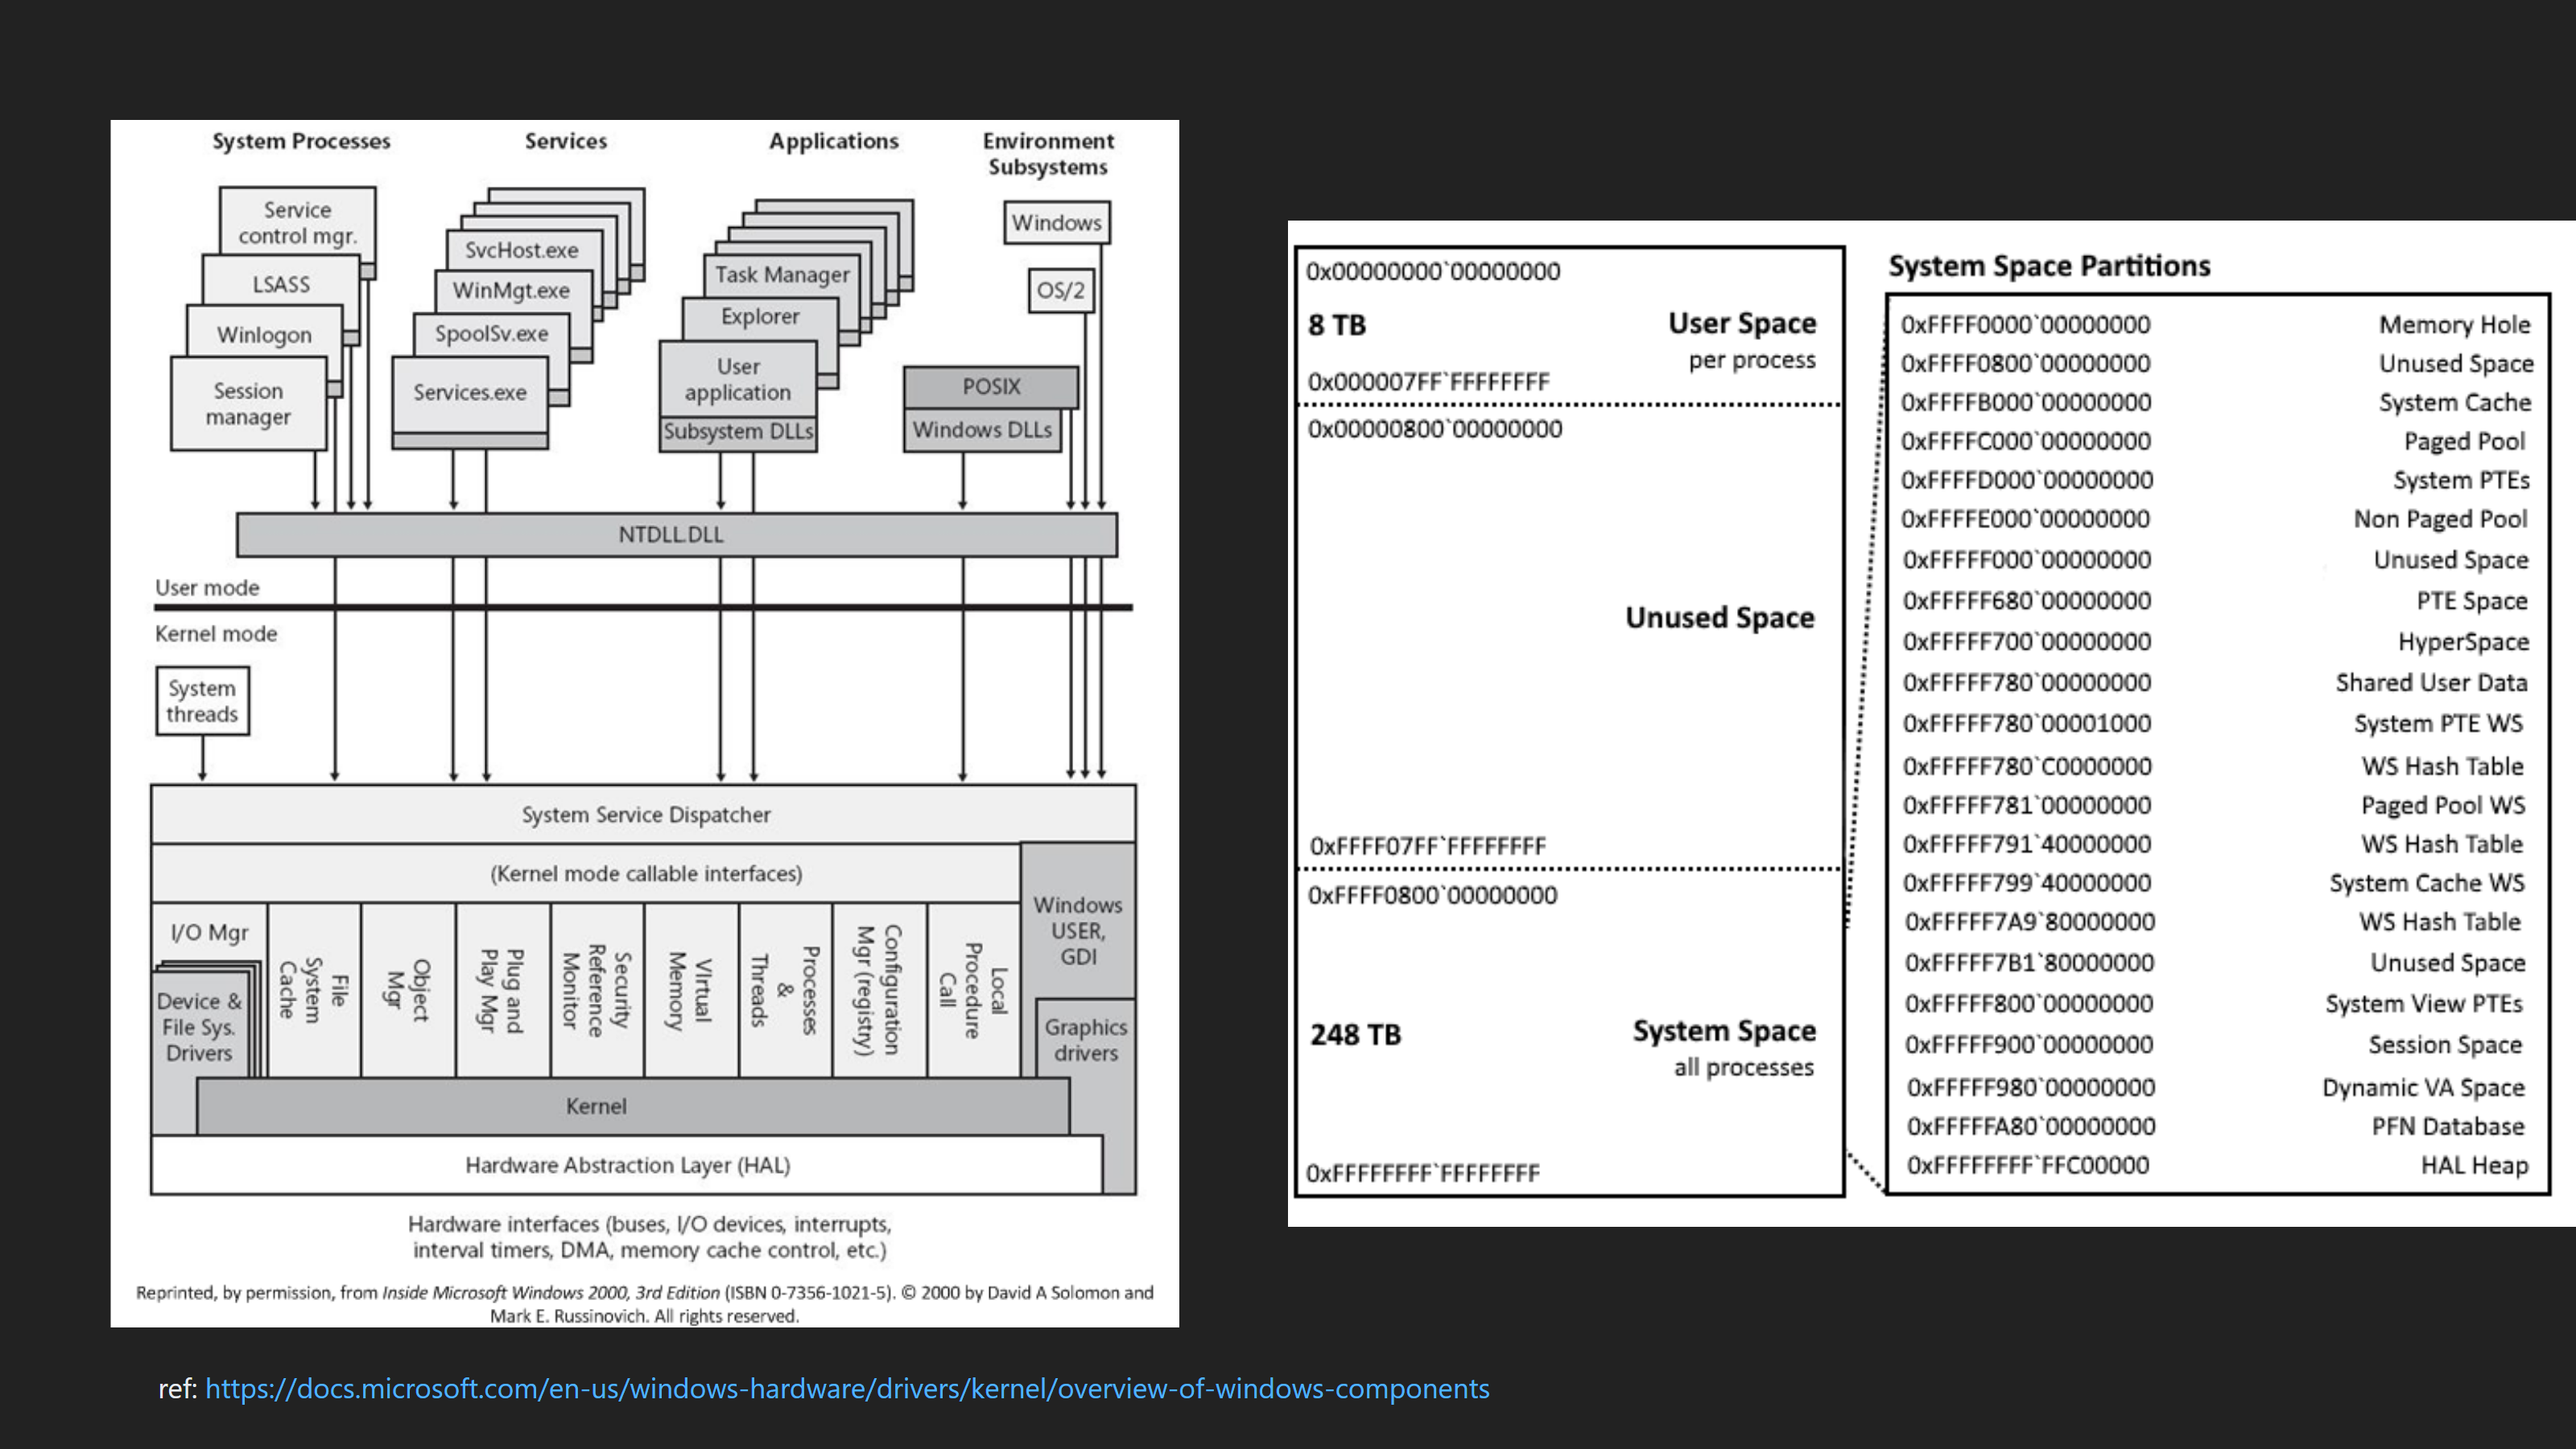 System Processes
Services
Applications
Environment
Subsystems
Service
control mgr.
LSASS
Winlogon
Session
manager
SvcHost.exe
WinMgt.exe
SpoolSv.exe
Services.exe
Task Manager
Explorer
User
application
Subsystem DLLs
Windows
OS/2
POSIX
Windows DLLs
NTDLL.DLL
User mode
Kernel mode
System
threads
System Service Dispatcher
(Kernel mode callable interfaces)
I/O Mgr
Device &
File Sys.
Drivers
File
System
Cache
Object
Mgr
Plug and
Play Mgr
Security
Reference
Monitor
VIrtual
Memory
Processes
&
Threads
Configuration
Mgr (registry)
Local
Procedure
Call
Windows
USER,
GDI
Graphics
drivers
Kernel
Hardware Abstraction Layer (HAL)
Hardware interfaces (buses, I/O devices, interrupts,
interval timers, DMA, memory cache control, etc.)
Reprinted, by permission, from Inside Microsoft Windows 2000, 3rd Edition (ISBN 0-7356-1021-5). © 2000 by David A Solomon and
Mark E. Russinovich. All rights reserved.
0x00000000`00000000
8 TB User Space
per process
0x000007FF`FFFFFFFF
0x00000800`00000000
Unused Space
0xFFFF07FF`FFFFFFFF
0xFFFF0800`00000000
248 TB System Space
all processes
0xFFFFFFFF`FFFFFFFF
System Space Partitions
0xFFFF0000`00000000 Memory Hole
0xFFFF0800`00000000 Unused Space
0xFFFFB000`00000000 System Cache
0xFFFFC000`00000000 Paged Pool
0xFFFFD000`00000000 System PTEs
0xFFFFE000`00000000 Non Paged Pool
0xFFFFF000`00000000 Unused Space
0xFFFFF680`00000000 PTE Space
0xFFFFF700`00000000 HyperSpace
0xFFFFF780`00000000 Shared User Data
0xFFFFF780`00001000 System PTE WS
0xFFFFF780`C0000000 WS Hash Table
0xFFFFF781`00000000 Paged Pool WS
0xFFFFF791`40000000 WS Hash Table
0xFFFFF799`40000000 System Cache WS
0xFFFFF7A9`80000000 WS Hash Table
0xFFFFF7B1`80000000 Unused Space
0xFFFFF800`00000000 System View PTEs
0xFFFFF900`00000000 Session Space
0xFFFFF980`00000000 Dynamic VA Space
0xFFFFFA80`00000000 PFN Database
0xFFFFFFFF`FFC00000 HAL Heap
ref: https://docs.microsoft.com/en-us/windows-hardware/drivers/kernel/overview-of-windows-components